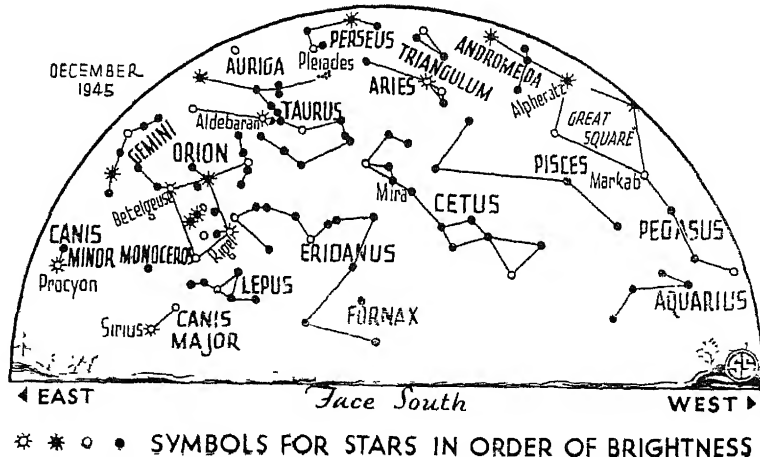 DECEMBER
1945
PERSEUS
Pleiades
AURIGA
TRIANGULUM
ANDROMEDA
ARIES
Alpheratz
TAURUS
Aldebaran
GREAT
SQUARE
GEMINI
ORION
PISCES
Markab
Mira
CETUS
Betelgeuse
PEGASUS
CANIS
MINOR
MONOCEROS
Rigel
ERIDANUS
Procyon
LEPUS
AQUARIUS
FORNAX
Sirius
CANIS
MAJOR
EAST
Face South
WEST
SYMBOLS FOR STARS IN ORDER OF BRIGHTNESS